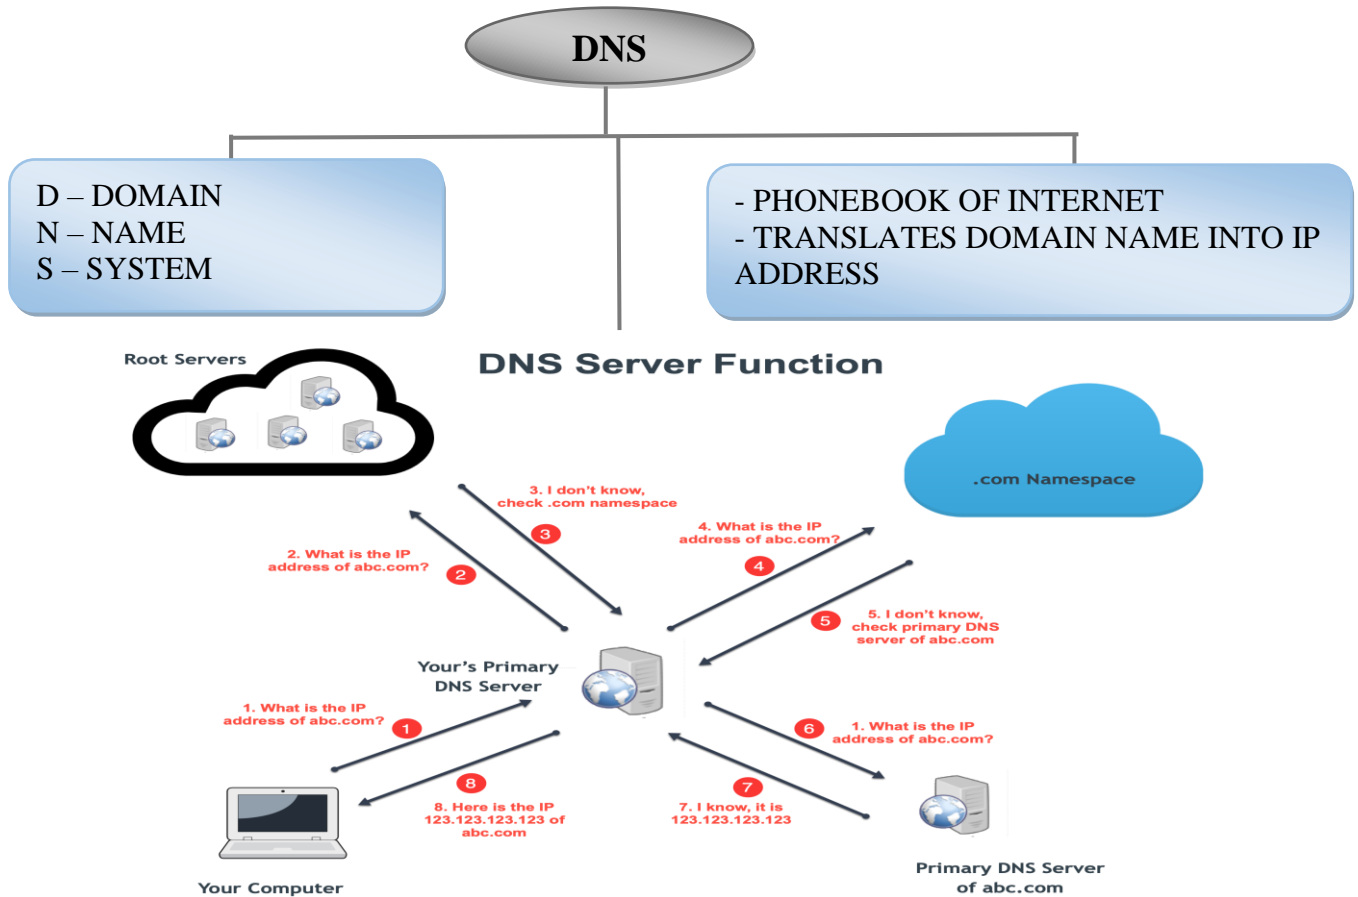 DNS
D – DOMAIN
N – NAME
S – SYSTEM
- PHONEBOOK OF INTERNET
- TRANSLATES DOMAIN NAME INTO IP
ADDRESS
DNS Server Function
Root Servers
.com Namespace
3. I don't know,
check .com namespace
3
4. What is the IP
address of abc.com?
4
2. What is the IP
address of abc.com?
2
5. I don't know,
check primary DNS
server of abc.com
5
Your's Primary
DNS Server
1. What is the IP
address of abc.com?
1
6
1. What is the IP
address of abc.com?
8
8. Here is the IP
123.123.123.123 of
abc.com
7
7. I know, it is
123.123.123.123
Your Computer
Primary DNS Server
of abc.com